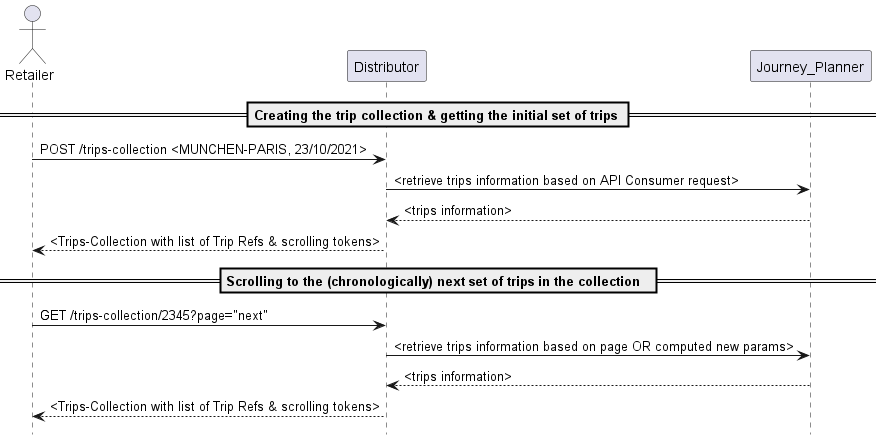 Retailer
Distributor
Journey_Planner
Creating the trip collection & getting the initial set of trips
POST /trips-collection <MUNCHEN-PARIS, 23/10/2021>
<retrieve trips information based on API Consumer request>
<trips information>
<Trips-Collection with list of Trip Refs & scrolling tokens>
Scrolling to the (chronologically) next set of trips in the collection
GET /trips-collection/2345?page="next"
<retrieve trips information based on page OR computed new params>
<trips information>
<Trips-Collection with list of Trip Refs & scrolling tokens>